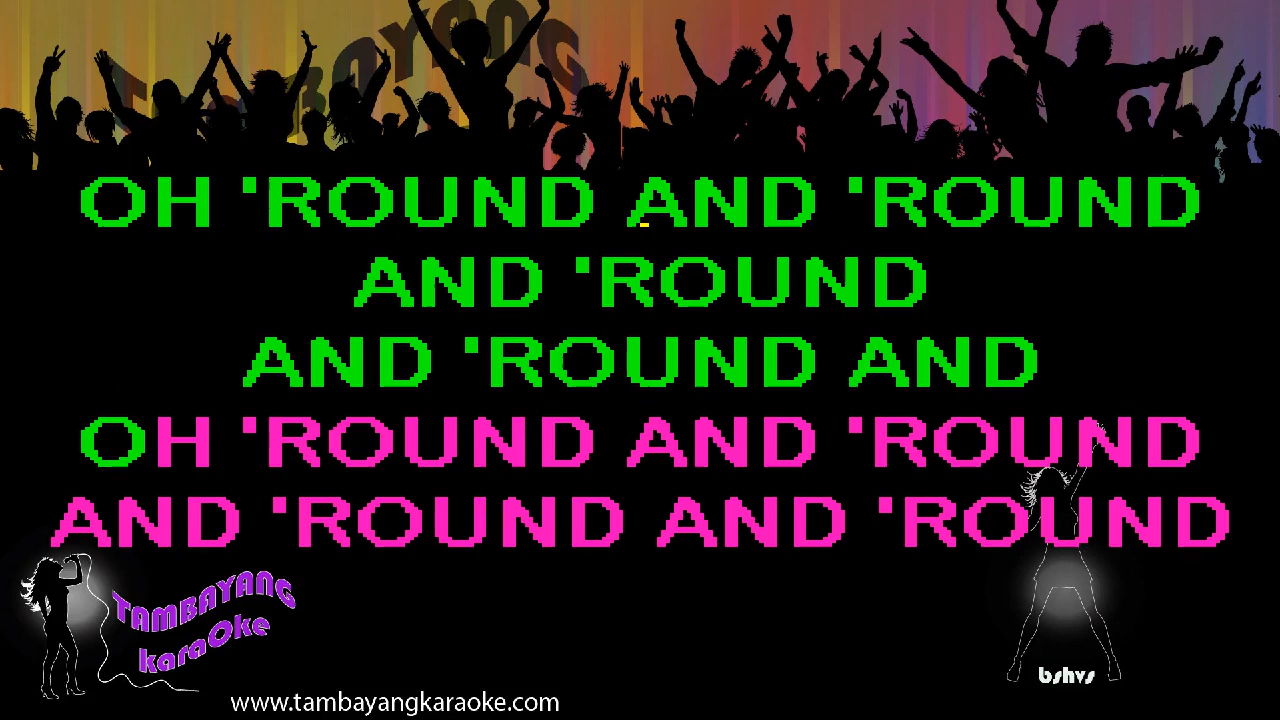 TAMBAYANG
OH 'ROUND AND 'ROUND
AND 'ROUND
AND 'ROUND AND
OH 'ROUND AND 'ROUND
AND 'ROUND AND 'ROUND
TAMBAYANG
karaOke
bshvs
www.tambayangkaraoke.com